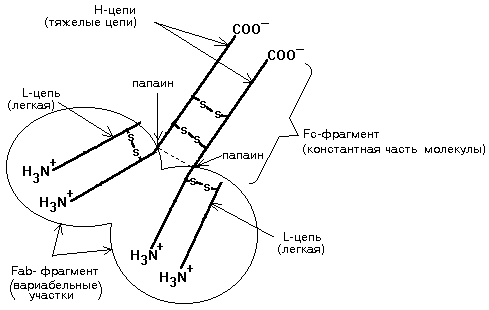 H-цепи
(тяжелые цепи)
COO⁻
COO⁻
L-цепь
(легкая)
папаин
S
S
S
S
S
S
Fc-фрагмент
(константная часть молекулы)
папаин
H₃N⁺
H₃N⁺
S S
L-цепь
(легкая)
H₃N⁺
H₃N⁺
Fab- фрагмент
(вариабельные
участки)